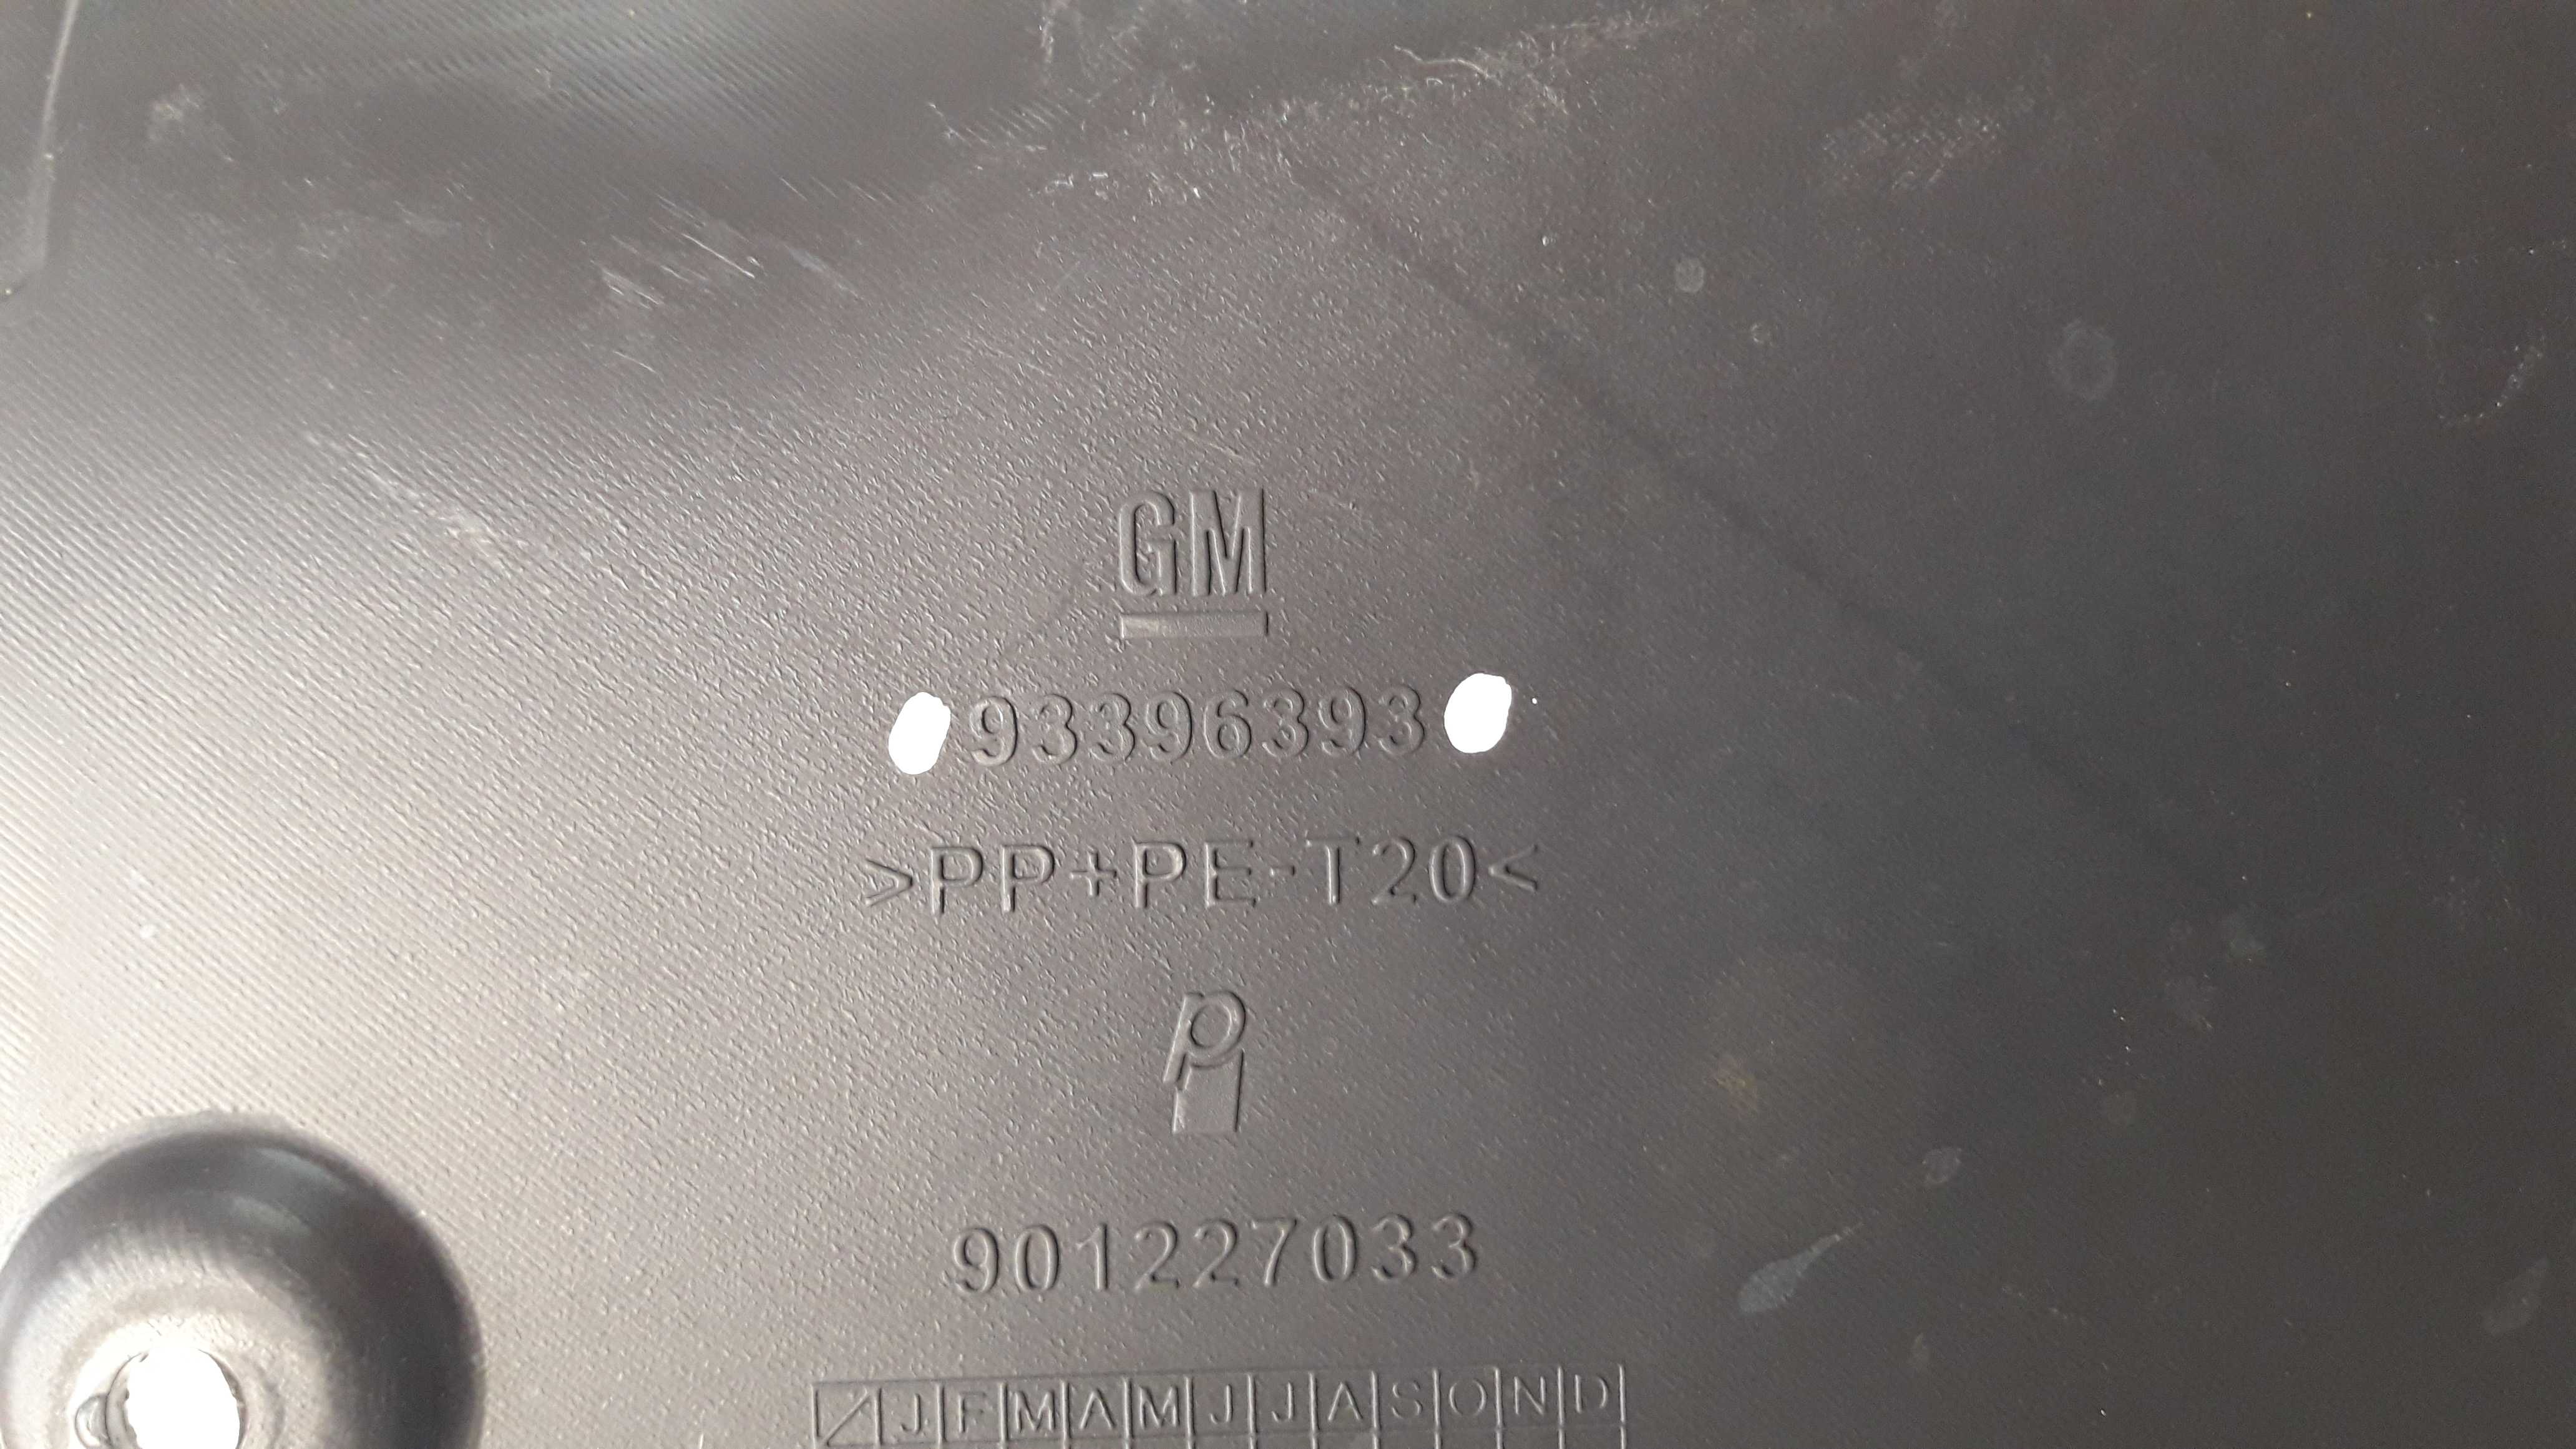 GM
93396393
>PP+PE-T20<
p
901227033
J F M A M J J A S O N D